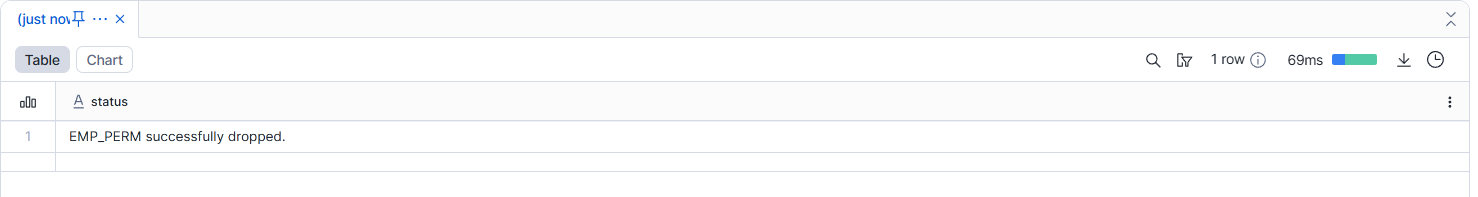 (just nov
Table Chart
1 row 69ms
A status
1 EMP_PERM successfully dropped.